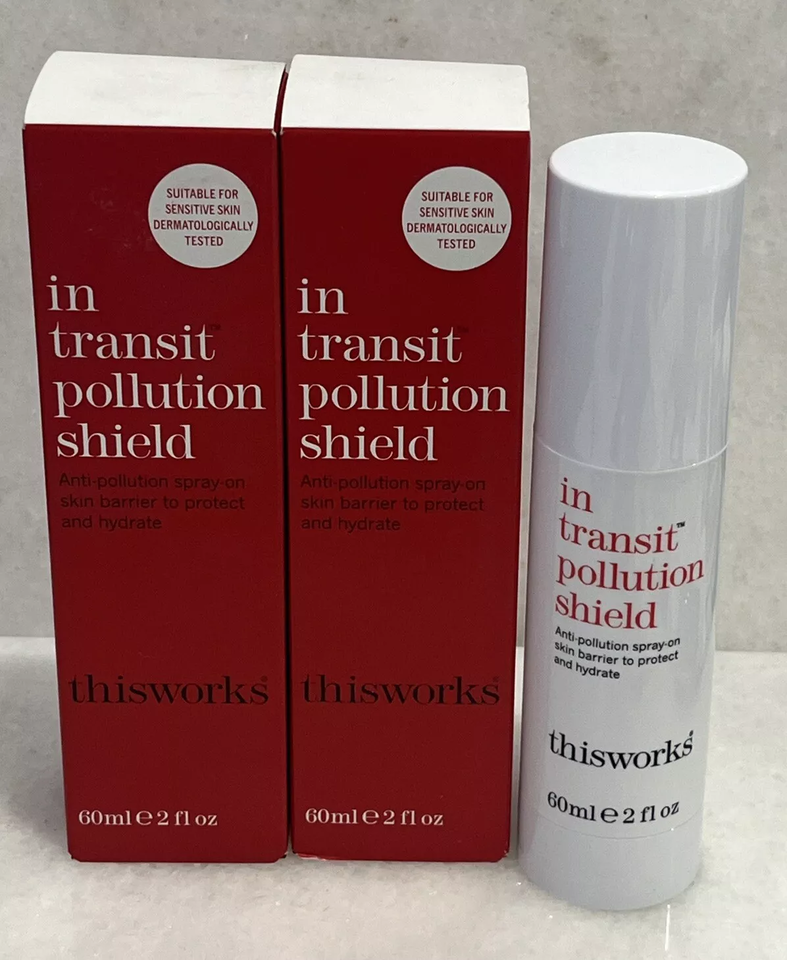 SUITABLE FOR
SENSITIVE SKIN
DERMATOLOGICALLY
TESTED
in
transit™
pollution
shield
Anti-pollution spray-on
skin barrier to protect
and hydrate
thisworks®
60ml e 2 fl oz
SUITABLE FOR
SENSITIVE SKIN
DERMATOLOGICALLY
TESTED
in
transit™
pollution
shield
Anti-pollution spray-on
skin barrier to protect
and hydrate
thisworks®
60ml e 2 fl oz
in
transit™
pollution
shield
Anti-pollution spray-on
skin barrier to protect
and hydrate
thisworks®
60ml e 2 fl oz